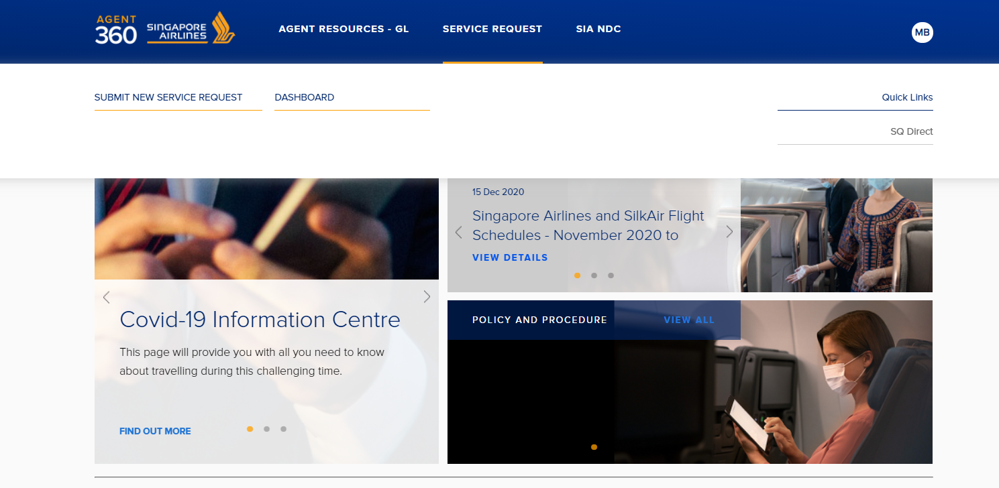 AGENT
360
SINGAPORE
AIRLINES
AGENT RESOURCES - GL
SERVICE REQUEST
SIA NDC
MB
SUBMIT NEW SERVICE REQUEST
DASHBOARD
Quick Links
SQ Direct
Covid-19 Information Centre
This page will provide you with all you need to know
about travelling during this challenging time.
FIND OUT MORE
15 Dec 2020
Singapore Airlines and SilkAir Flight
Schedules - November 2020 to
VIEW DETAILS
POLICY AND PROCEDURE
VIEW ALL